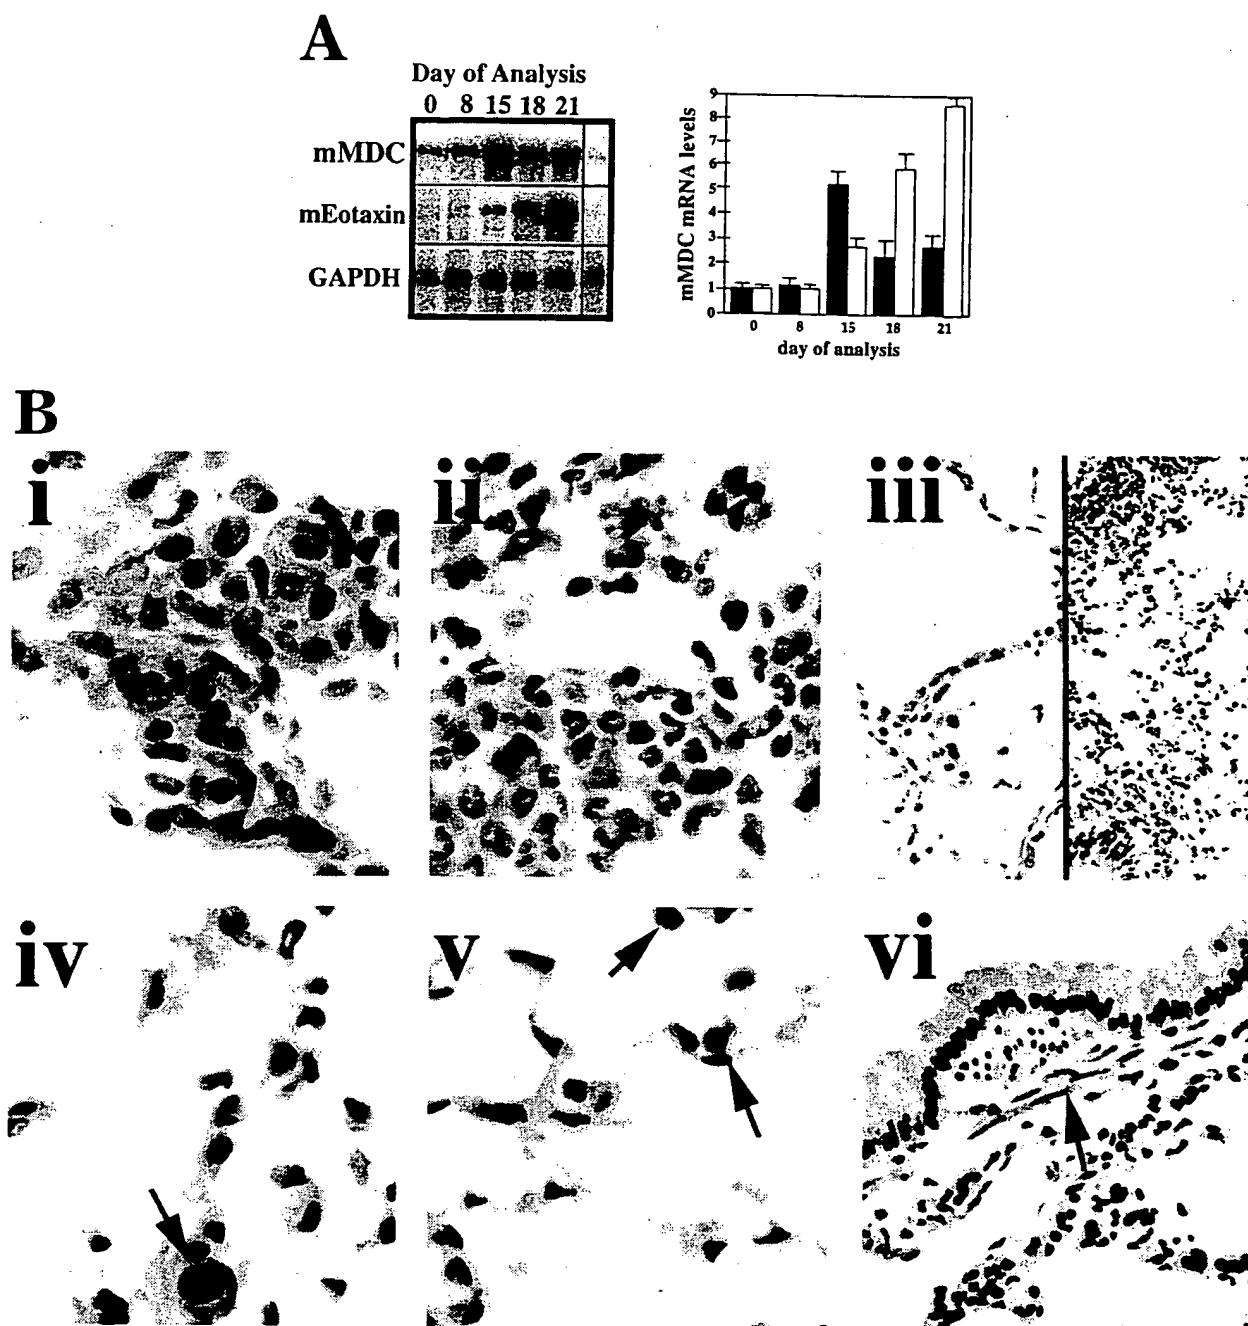 A
Day of Analysis
0 8 15 18 21
mMDC
mEotaxin
GAPDH
mMDC mRNA levels
9
8
7
6
5
4
3
2
1
0
0 8 15 18 21
day of analysis
B
i
ii
iii
iv
v
vi